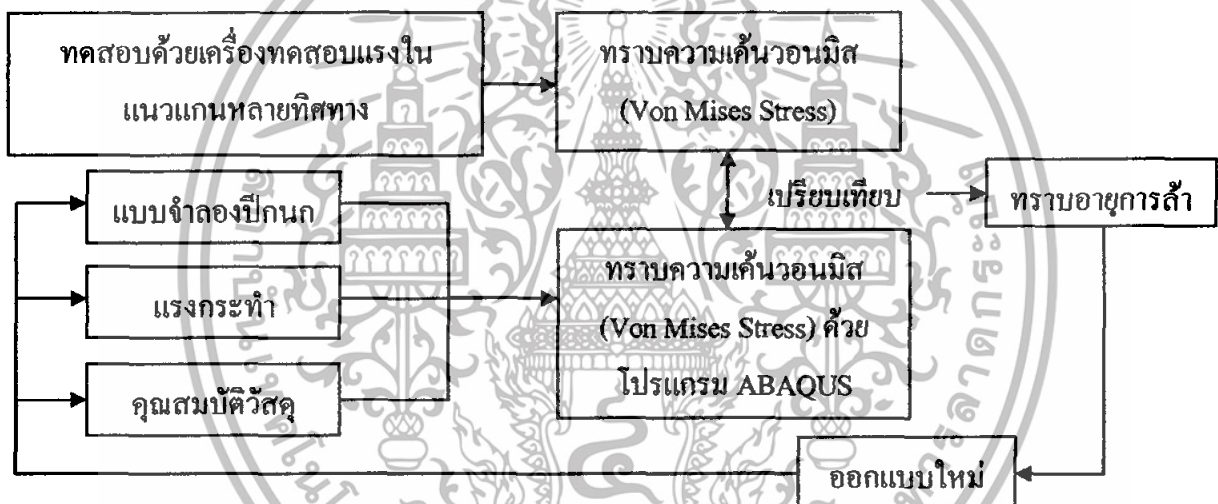 ทดสอบด้วยเครื่องทดสอบแรงใน
แนวแกนหลายทิศทาง
ทราบความเค้นวอนมิส
(Von Mises Stress)
เปรียบเทียบ
ทราบอายุการล้า
แบบจำลองปีกนก
แรงกระทำ
คุณสมบัติวัสดุ
ทราบความเค้นวอนมิส
(Von Mises Stress) ด้วย
โปรแกรม ABAQUS
ออกแบบใหม่